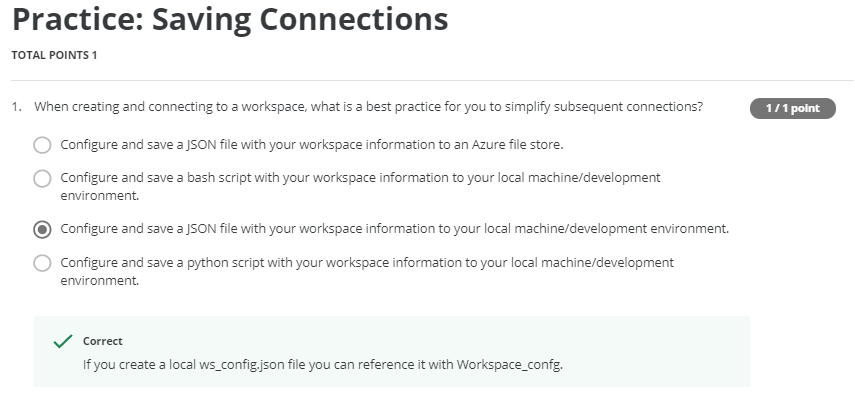 Practice: Saving Connections
TOTAL POINTS 1
1. When creating and connecting to a workspace, what is a best practice for you to simplify subsequent connections?
1 / 1 point
Configure and save a JSON file with your workspace information to an Azure file store.
Configure and save a bash script with your workspace information to your local machine/development
environment.
Configure and save a JSON file with your workspace information to your local machine/development environment.
Configure and save a python script with your workspace information to your local machine/development
environment.
Correct
If you create a local ws_config.json file you can reference it with Workspace_confg.